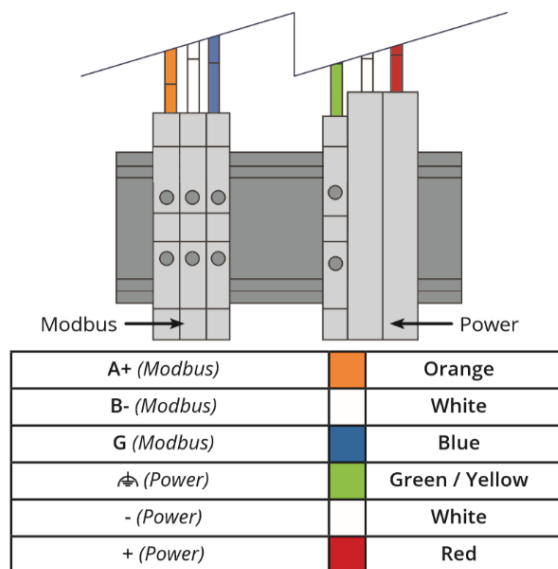 Modbus
Power
A+ (Modbus) Orange
B- (Modbus) White
G (Modbus) Blue
⏚ (Power) Green / Yellow
- (Power) White
+ (Power) Red